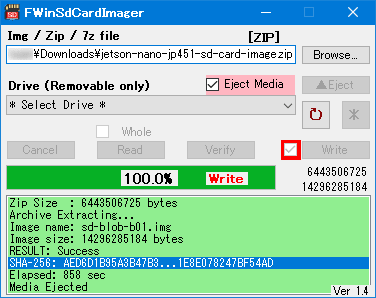 FWinSdCardImager
Img / Zip / 7z file [ZIP]
¥Downloads¥jetson-nano-jp451-sd-card-image.zip Browse...
Drive (Removable only) Eject Media ▲Eject
* Select Drive *
Whole
Cancel Read Verify Write
100.0% Write 6443506725
14296285184
Zip Size : 6443506725 bytes
Archive Extracting...
Image name: sd-blob-b01.img
Image size: 14296285184 bytes
RESULT: Success
SHA-256: AED6D1B95A3B47B3...1E8E078247BF54AD
Elapsed: 858 sec
Media Ejected
Ver 1.4